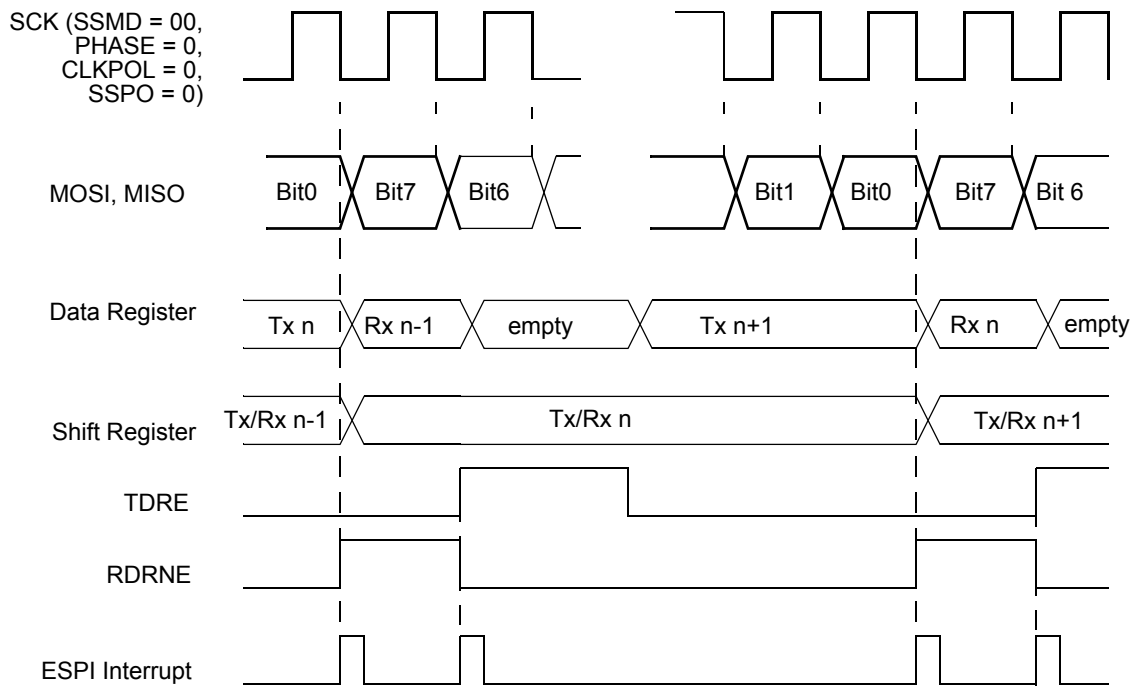 SCK (SSMD = 00,
PHASE = 0,
CLKPOL = 0,
SSPO = 0)
MOSI, MISO
Bit0
Bit7
Bit6
Bit1
Bit0
Bit7
Bit 6
Data Register
Tx n
Rx n-1
empty
Tx n+1
Rx n
empty
Shift Register
Tx/Rx n-1
Tx/Rx n
Tx/Rx n+1
TDRE
RDRNE
ESPI Interrupt